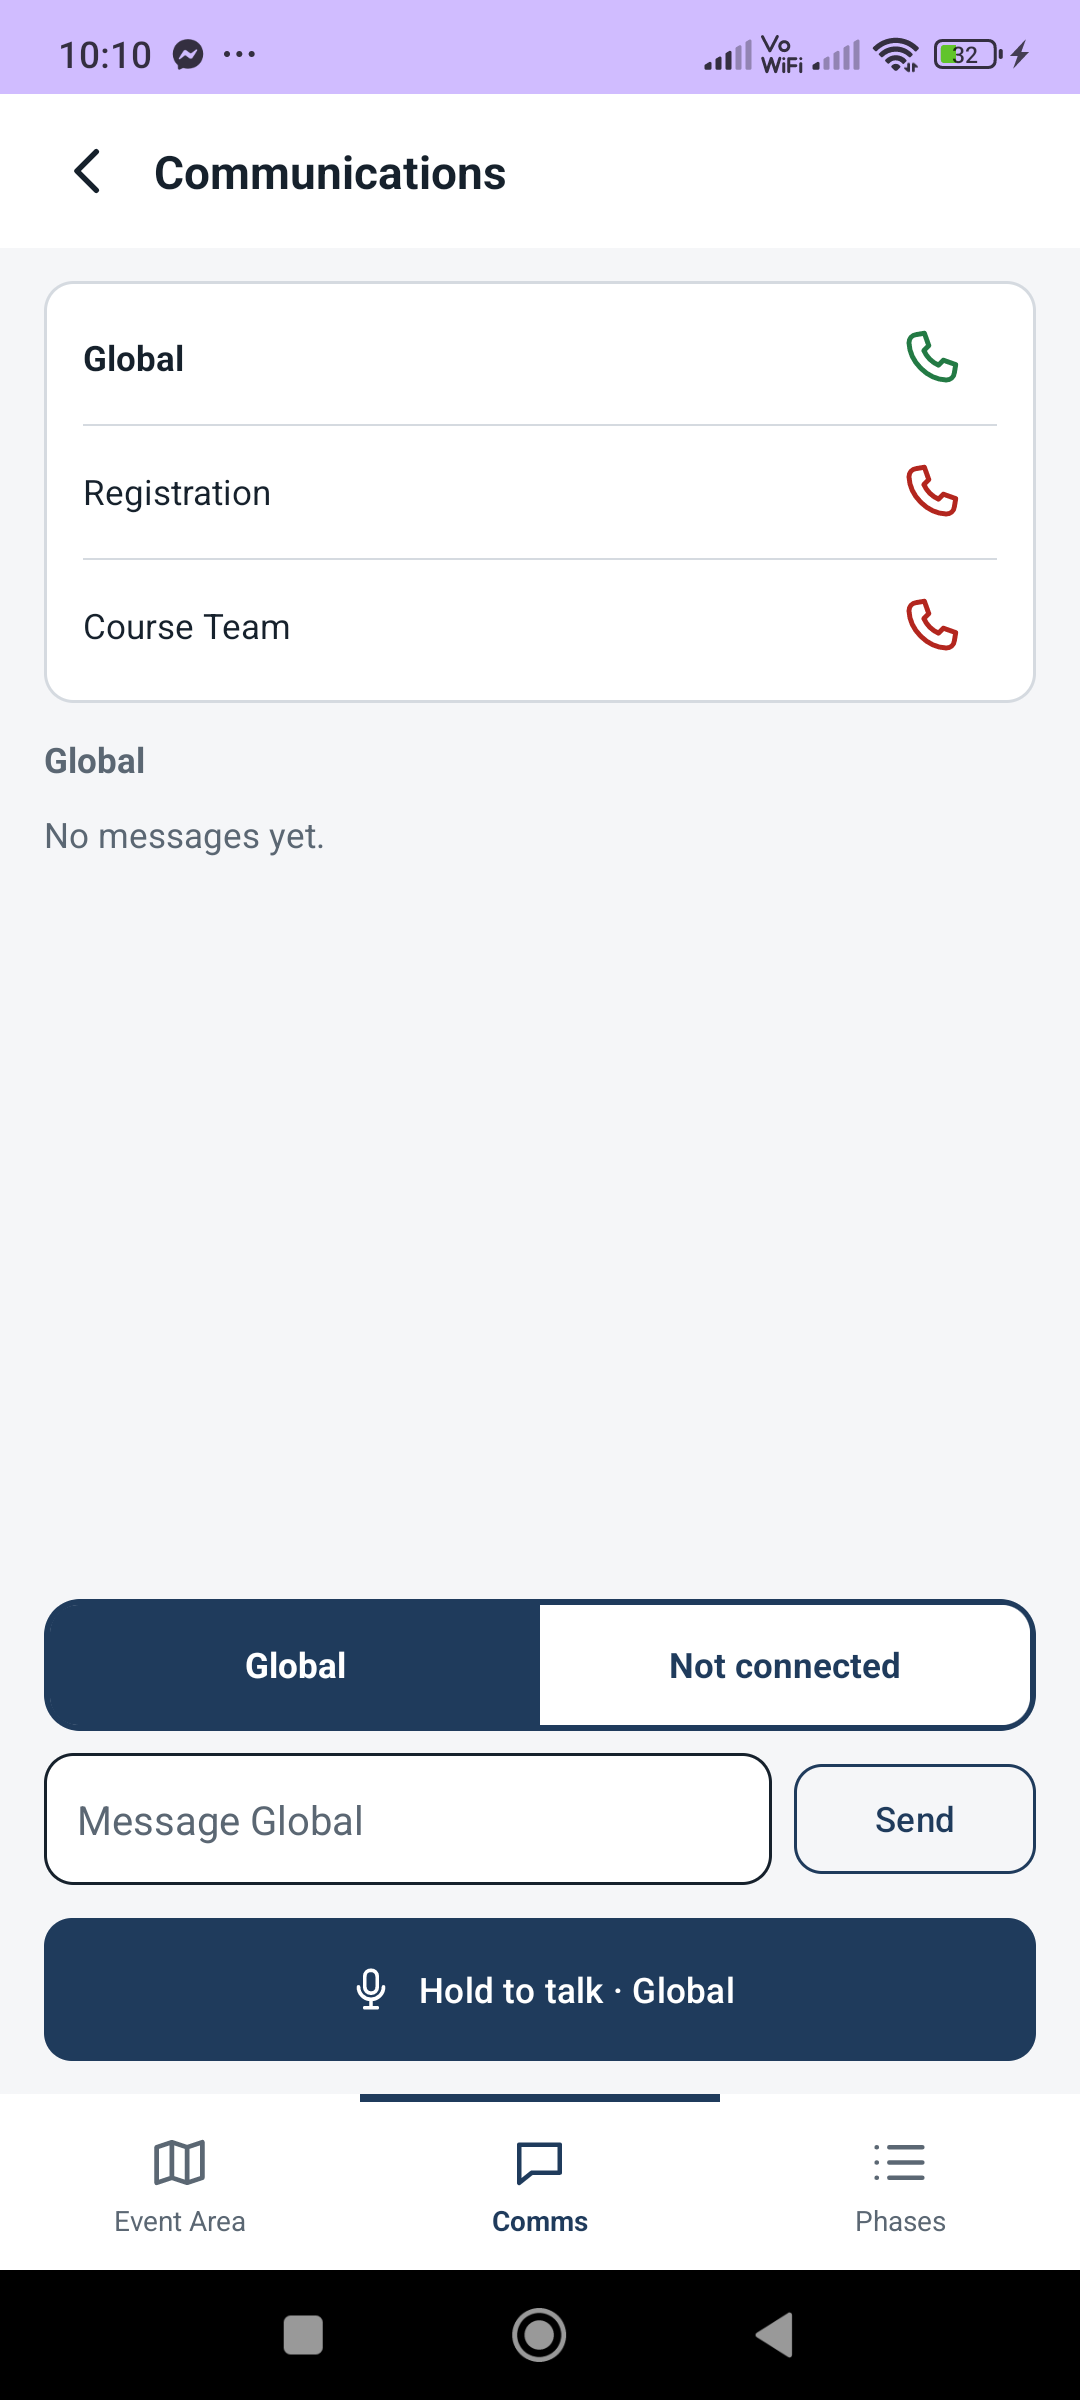 10:10
Vo
WiFi
32
Communications
Global
Registration
Course Team
Global
No messages yet.
Global
Not connected
Message Global
Send
Hold to talk · Global
Event Area
Comms
Phases